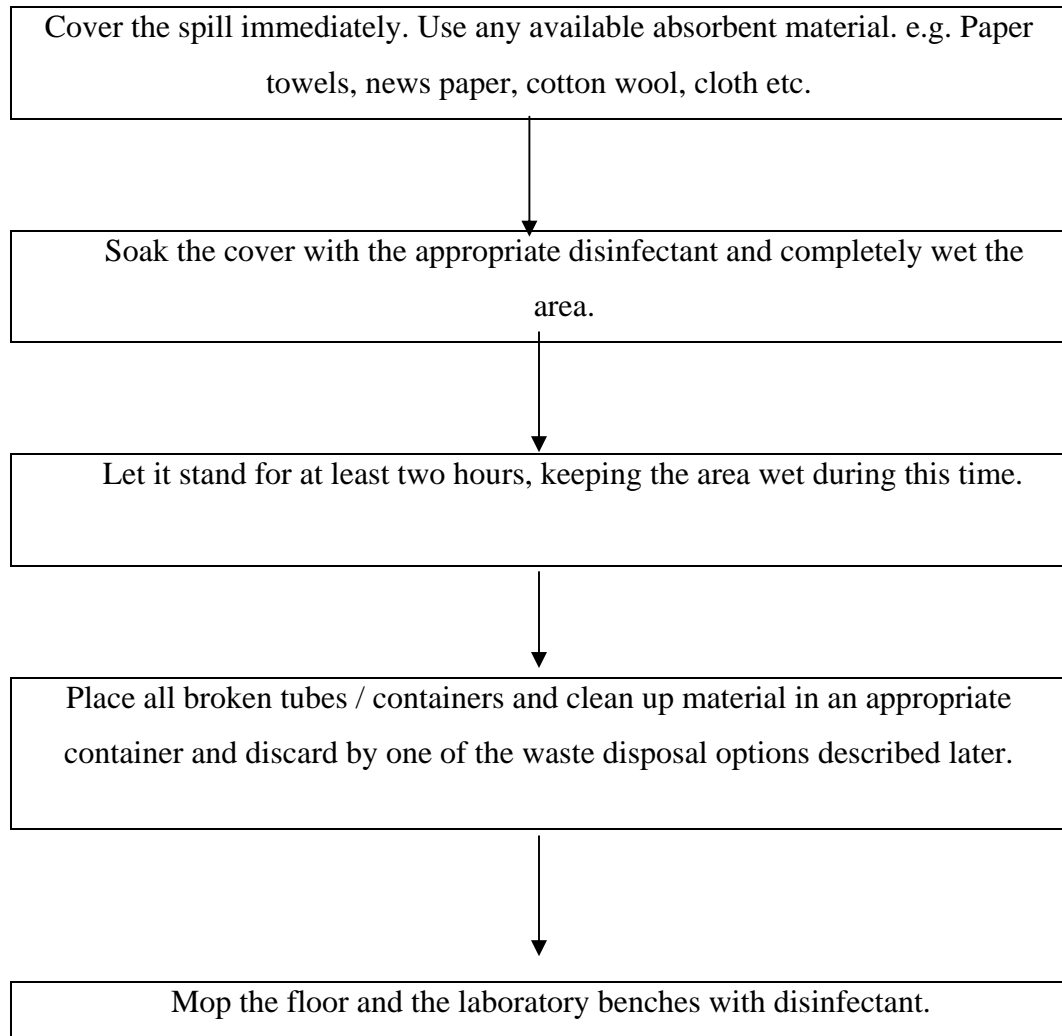 Cover the spill immediately. Use any available absorbent material. e.g. Paper
towels, news paper, cotton wool, cloth etc.
Soak the cover with the appropriate disinfectant and completely wet the
area.
Let it stand for at least two hours, keeping the area wet during this time.
Place all broken tubes / containers and clean up material in an appropriate
container and discard by one of the waste disposal options described later.
Mop the floor and the laboratory benches with disinfectant.